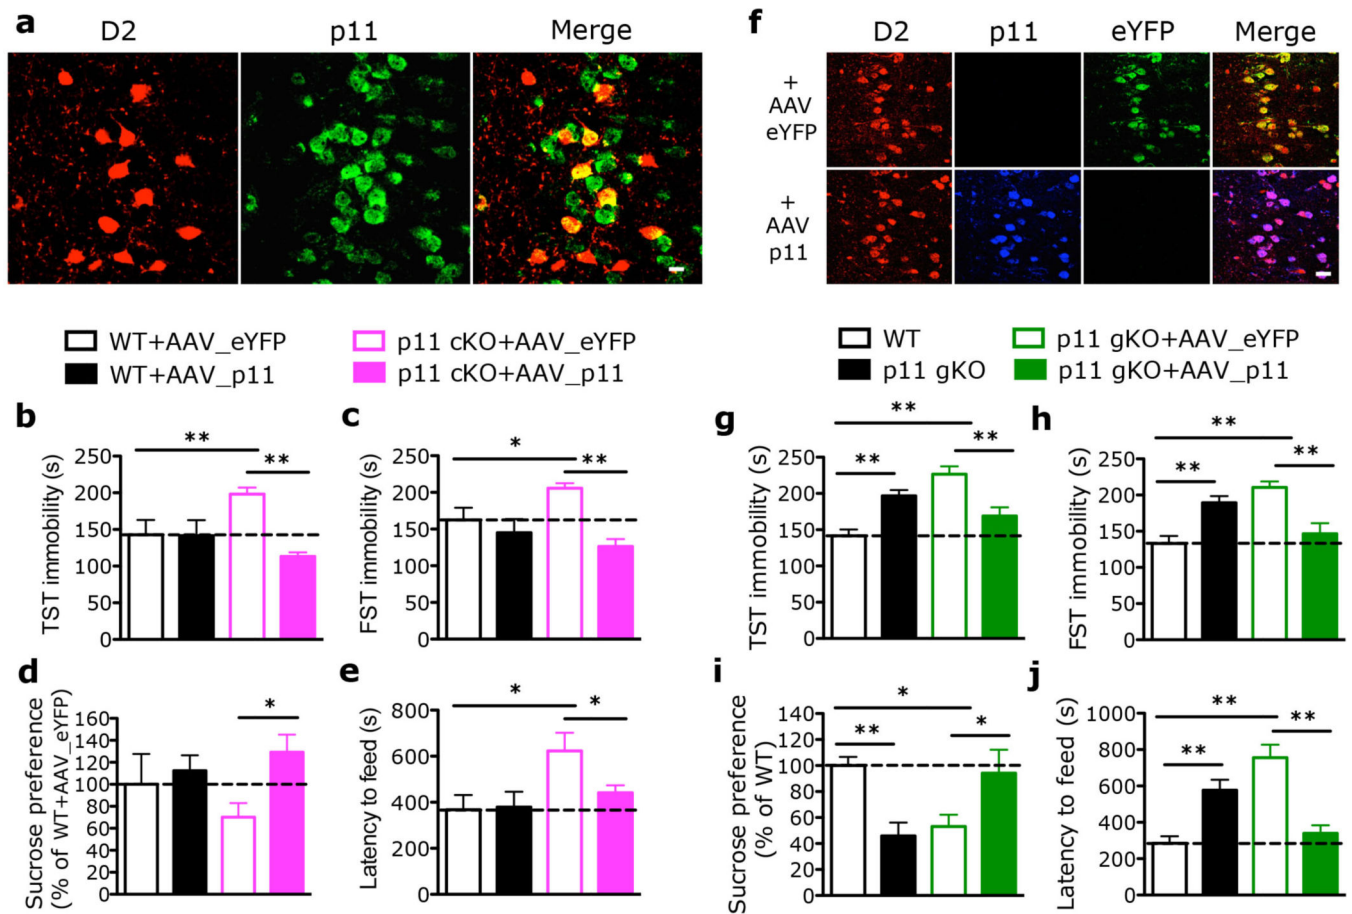 a
D2 p11 Merge
f
D2 p11 eYFP Merge
+
AAV
eYFP
+
AAV
p11
WT+AAV_eYFP
WT+AAV_p11
p11 cKO+AAV_eYFP
p11 cKO+AAV_p11
WT
p11 gKO
p11 gKO+AAV_eYFP
p11 gKO+AAV_p11
b
TST immobility (s)
250
200
150
100
50
0
**
**
c
FST immobility (s)
250
200
150
100
50
0
*
**
d
Sucrose preference
(% of WT+AAV_eYFP)
160
140
120
100
80
60
40
20
0
*
e
Latency to feed (s)
800
600
400
200
*
*
g
TST immobility (s)
250
200
150
100
50
0
**
**
**
h
FST immobility (s)
250
200
150
100
50
0
**
**
**
i
Sucrose preference
(% of WT)
140
120
100
80
60
40
20
0
*
**
*
j
Latency to feed (s)
1000
800
600
400
200
0
**
**
**